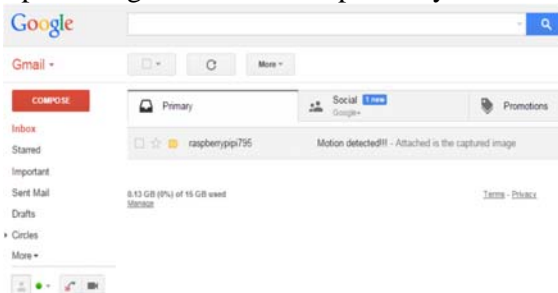 Google
Gmail
More
COMPOSE
Primary
Social 1 new
Google+
Promotions
Inbox
Starred
Important
Sent Mail
Drafts
Circles
More
raspberrypipi795 Motion detected!!! - Attached is the captured image
0.13 GB (0%) of 15 GB used
Manage
Terms - Privacy